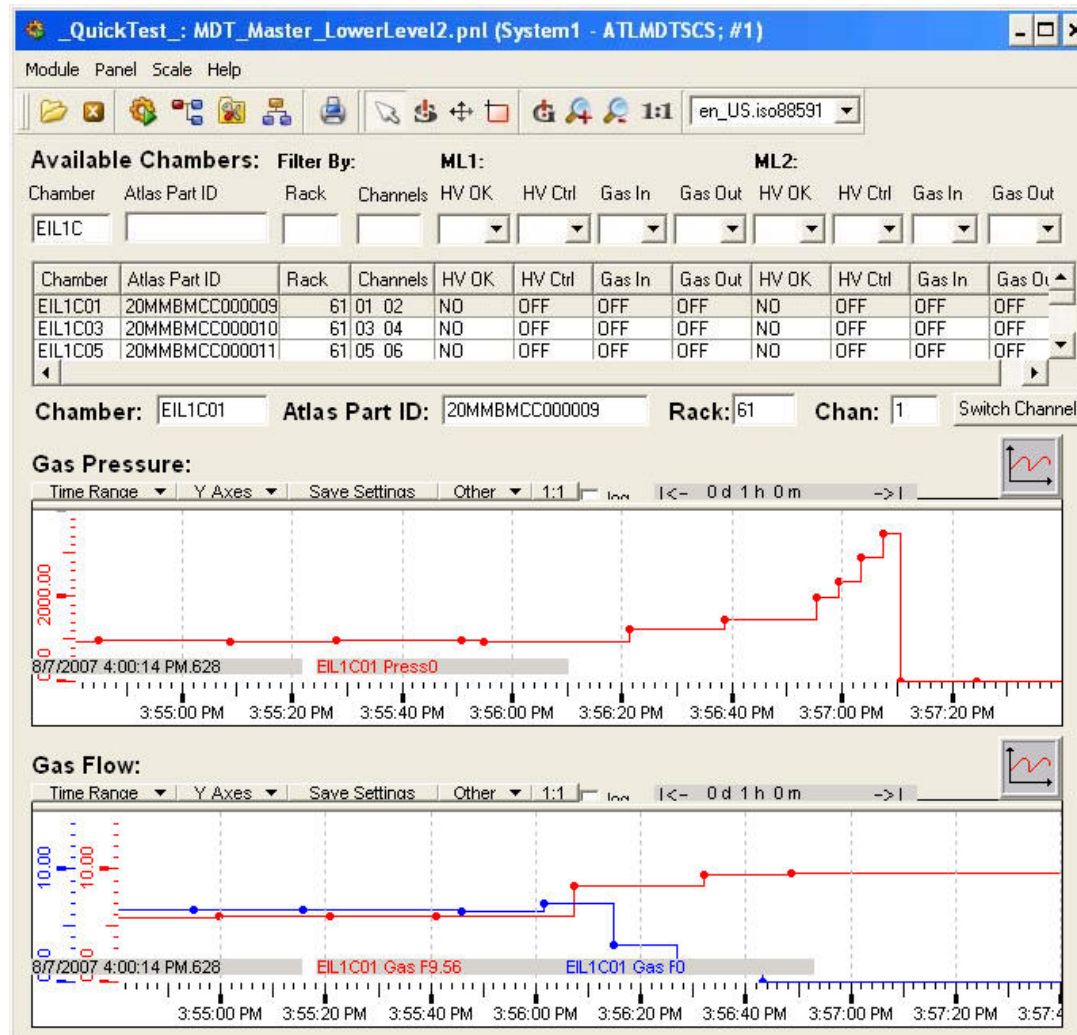 _QuickTest_: MDT_Master_LowerLevel2.pnl (System1 - ATLMDTSCS; #1)
Module Panel Scale Help
1:1 en_US.iso88591
Available Chambers: Filter By: ML1: ML2:
Chamber Atlas Part ID Rack Channels HV OK HV Ctrl Gas In Gas Out HV OK HV Ctrl Gas In Gas Out
EIL1C
Chamber Atlas Part ID Rack Channels HV OK HV Ctrl Gas In Gas Out HV OK HV Ctrl Gas In Gas Ou
EIL1C01 20MMBMCC000009 61 01 02 NO OFF OFF OFF NO OFF OFF OFF
EIL1C03 20MMBMCC000010 61 03 04 NO OFF OFF OFF NO OFF OFF OFF
EIL1C05 20MMBMCC000011 61 05 06 NO OFF OFF OFF NO OFF OFF OFF
Chamber: EIL1C01 Atlas Part ID: 20MMBMCC000009 Rack: 61 Chan: 1 Switch Channel
Gas Pressure:
Time Range Y Axes Save Settings Other 1:1 log |<- 0 d 1 h 0 m ->|
2000.00
8/7/2007 4:00:14 PM.628 EIL1C01 Press0
3:55:00 PM 3:55:20 PM 3:55:40 PM 3:56:00 PM 3:56:20 PM 3:56:40 PM 3:57:00 PM 3:57:20 PM
Gas Flow:
Time Range Y Axes Save Settings Other 1:1 log |<- 0 d 1 h 0 m ->|
10.00 10.00
8/7/2007 4:00:14 PM.628 EIL1C01 Gas F9.56 EIL1C01 Gas F0
3:55:00 PM 3:55:20 PM 3:55:40 PM 3:56:00 PM 3:56:20 PM 3:56:40 PM 3:57:00 PM 3:57:20 PM 3:57:4